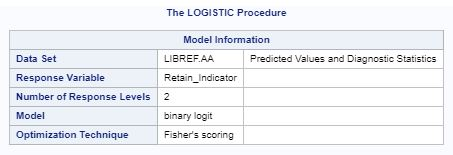 The LOGISTIC Procedure
Model Information
Data Set LIBREF.AA Predicted Values and Diagnostic Statistics
Response Variable Retain_Indicator
Number of Response Levels 2
Model binary logit
Optimization Technique Fisher's scoring